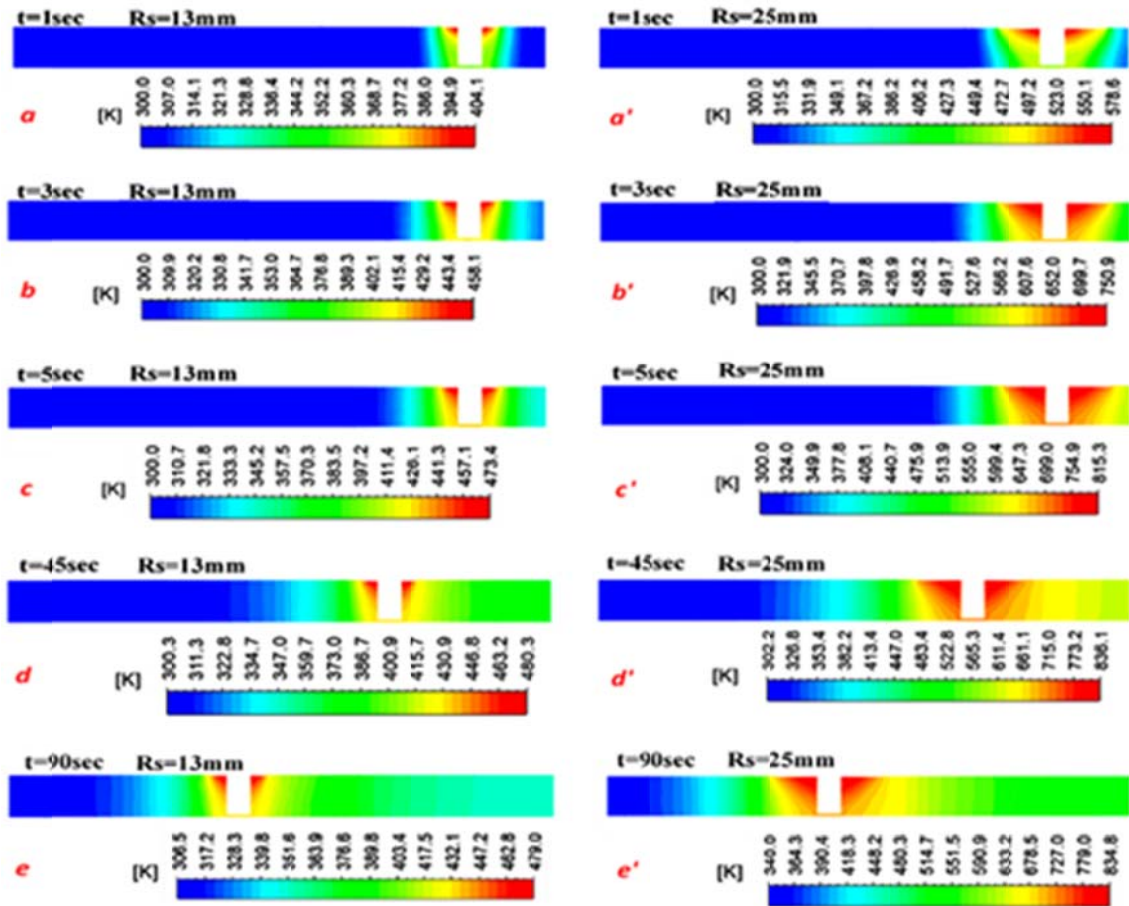 t=1sec Rs=13mm
a [K] 300.0 307.0 314.1 321.3 328.8 336.4 344.2 352.2 360.3 368.7 377.2 386.0 394.9 404.1
t=1sec Rs=25mm
a' [K] 300.0 315.5 331.9 349.1 367.2 386.2 406.2 427.3 449.4 472.7 497.2 523.0 550.1 578.6
t=3sec Rs=13mm
b [K] 300.0 309.9 320.2 330.8 341.7 353.0 364.7 376.8 389.3 402.1 415.4 429.2 443.4 458.1
t=3sec Rs=25mm
b' [K] 300.0 321.9 345.5 370.7 397.8 426.9 458.2 491.7 527.6 566.2 607.6 652.0 699.7 750.9
t=5sec Rs=13mm
c [K] 300.0 310.7 321.8 333.3 345.2 357.5 370.3 383.5 397.2 411.4 426.1 441.3 457.1 473.4
t=5sec Rs=25mm
c' [K] 300.0 324.0 349.9 377.8 408.1 440.7 475.9 513.9 555.0 599.4 647.3 699.0 754.9 815.3
t=45sec Rs=13mm
d [K] 300.3 311.3 322.8 334.7 347.0 359.7 373.0 386.7 400.9 415.7 430.9 446.8 463.2 480.3
t=45sec Rs=25mm
d' [K] 302.2 326.8 353.4 382.2 413.4 447.0 483.4 522.8 565.3 611.4 661.1 715.0 773.2 836.1
t=90sec Rs=13mm
e [K] 306.5 317.2 328.3 339.8 351.6 363.9 376.6 389.8 403.4 417.5 432.1 447.2 462.8 479.0
t=90sec Rs=25mm
e' [K] 340.0 364.3 390.4 418.3 448.2 480.3 514.7 551.5 590.9 633.2 678.5 727.0 779.0 834.8